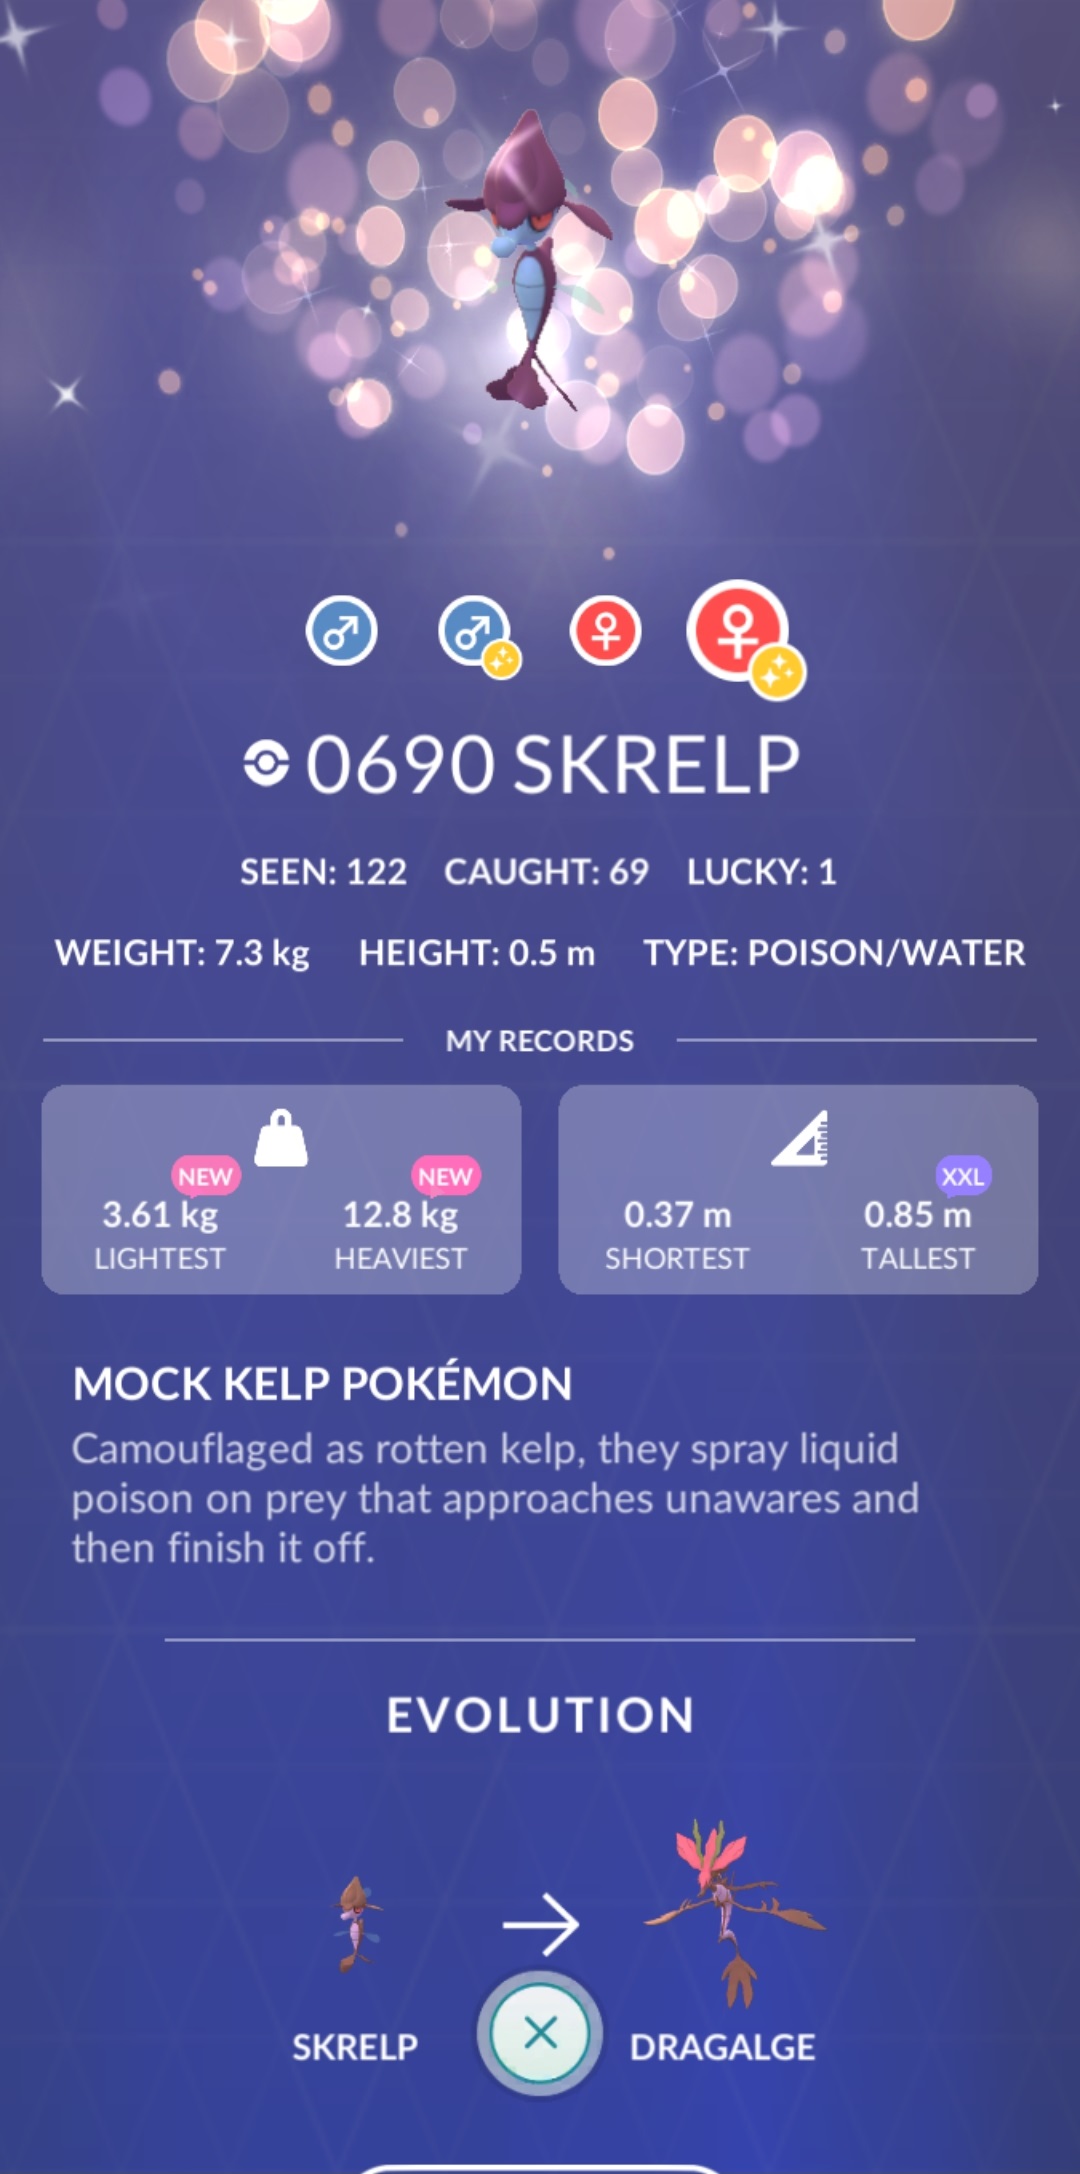 0690 SKRELP
SEEN: 122 CAUGHT: 69 LUCKY: 1
WEIGHT: 7.3 kg HEIGHT: 0.5 m TYPE: POISON/WATER
MY RECORDS
NEW NEW XXL
3.61 kg 12.8 kg 0.37 m 0.85 m
LIGHTEST HEAVIEST SHORTEST TALLEST
MOCK KELP POKÉMON
Camouflaged as rotten kelp, they spray liquid
poison on prey that approaches unawares and
then finish it off.
EVOLUTION
SKRELP DRAGALGE